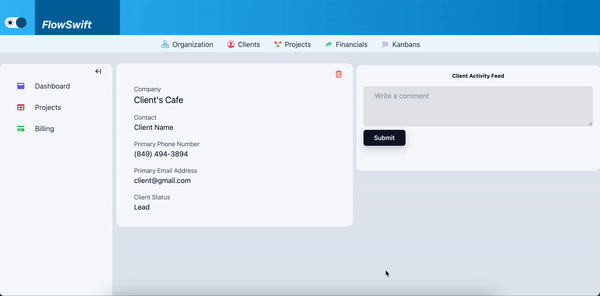 FlowSwift
Organization Clients Projects Financials Kanbans
Dashboard
Projects
Billing
Company
Client's Cafe
Contact
Client Name
Primary Phone Number
(849) 494-3894
Primary Email Address
client@gmail.com
Client Status
Lead
Client Activity Feed
Write a comment
Submit